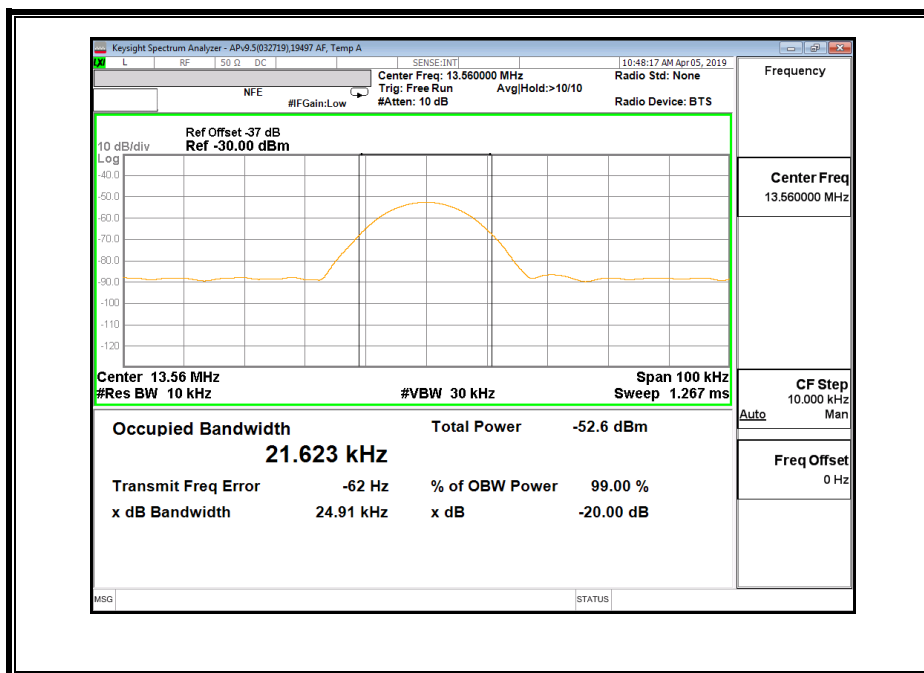 Keysight Spectrum Analyzer - APv9.5(032719),19497 AF, Temp A
LXI L RF 50 Ω DC SENSE:INT 10:48:17 AM Apr 05, 2019
Center Freq: 13.560000 MHz Radio Std: None
NFE Trig: Free Run Avg|Hold:>10/10
#IFGain:Low #Atten: 10 dB Radio Device: BTS
Ref Offset -37 dB
10 dB/div Ref -30.00 dBm
Log
-40.0
-50.0
-60.0
-70.0
-80.0
-90.0
-100
-110
-120
Center 13.56 MHz Span 100 kHz
#Res BW 10 kHz #VBW 30 kHz Sweep 1.267 ms
Occupied Bandwidth Total Power -52.6 dBm
21.623 kHz
Transmit Freq Error -62 Hz % of OBW Power 99.00 %
x dB Bandwidth 24.91 kHz x dB -20.00 dB
MSG STATUS
Frequency
Center Freq
13.560000 MHz
CF Step
10.000 kHz
Auto Man
Freq Offset
0 Hz